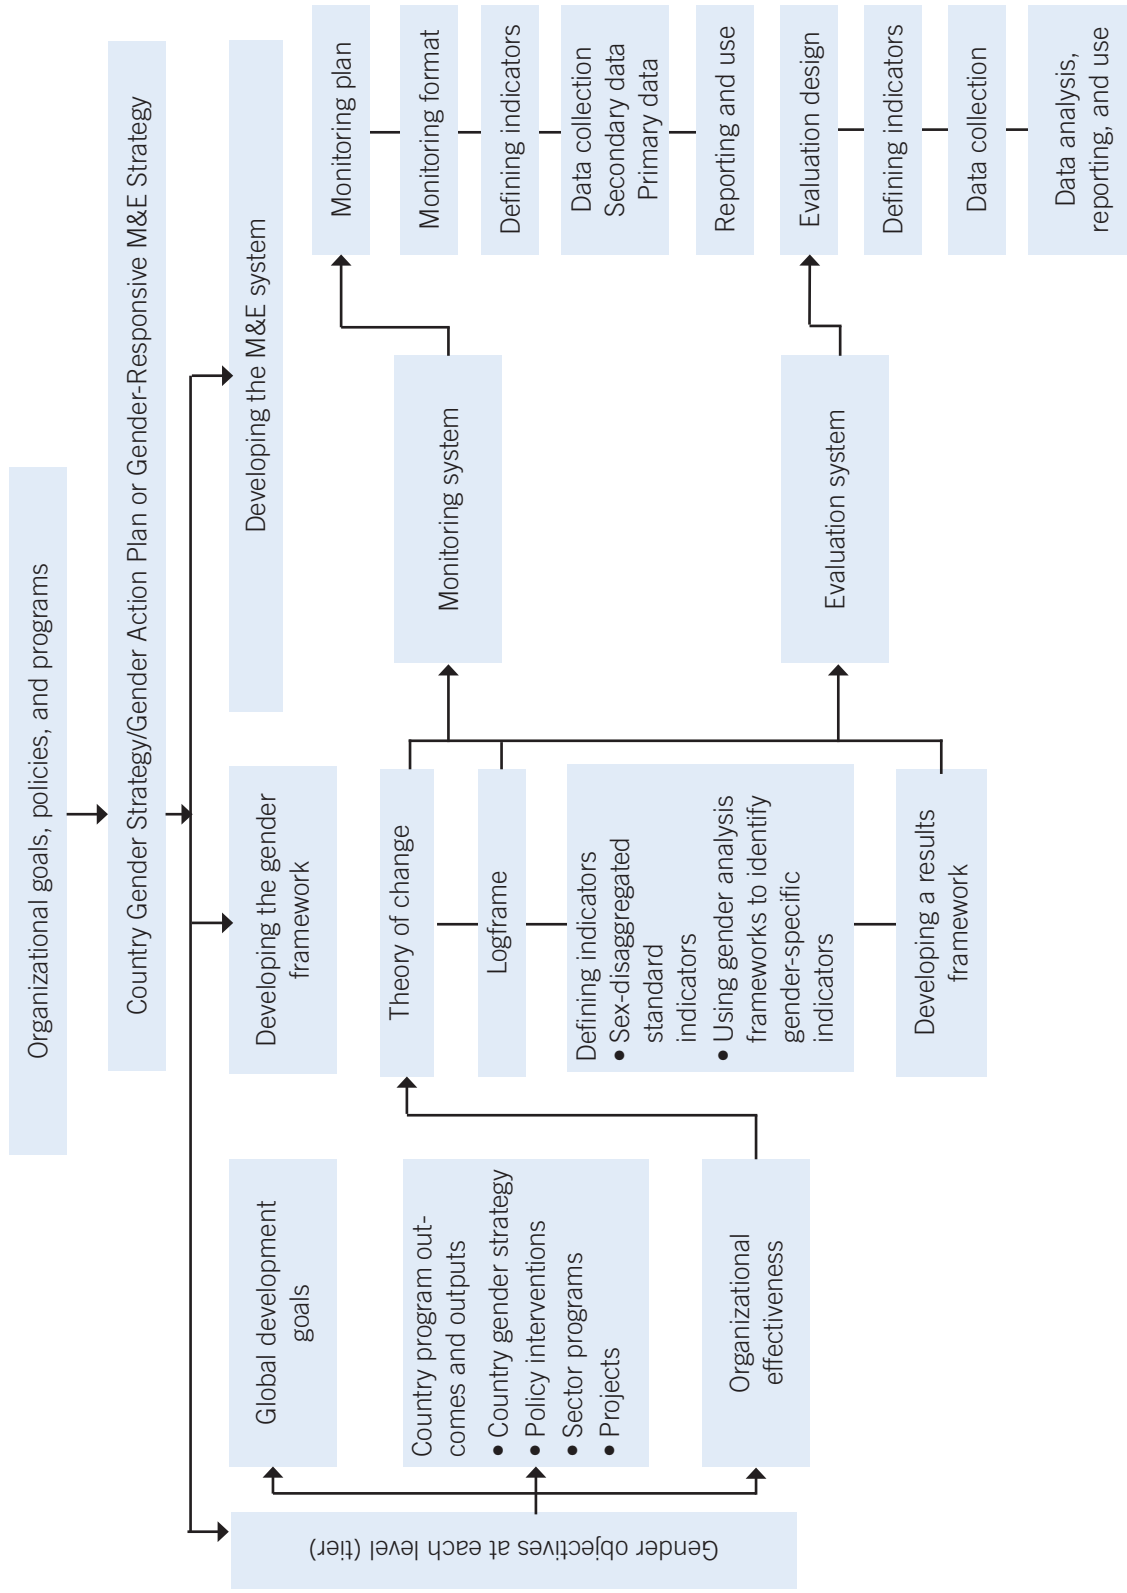 Organizational goals, policies, and programs
Country Gender Strategy/Gender Action Plan or Gender-Responsive M&E Strategy
Gender objectives at each level (tier)
Global development
goals
Country program out-
comes and outputs
• Country gender strategy
• Policy interventions
• Sector programs
• Projects
Organizational
effectiveness
Developing the gender
framework
Theory of change
Logframe
Defining indicators
• Sex-disaggregated
standard
indicators
• Using gender analysis
frameworks to identify
gender-specific
indicators
Developing a results
framework
Developing the M&E system
Monitoring system
Evaluation system
Monitoring plan
Monitoring format
Defining indicators
Data collection
Secondary data
Primary data
Reporting and use
Evaluation design
Defining indicators
Data collection
Data analysis,
reporting, and use